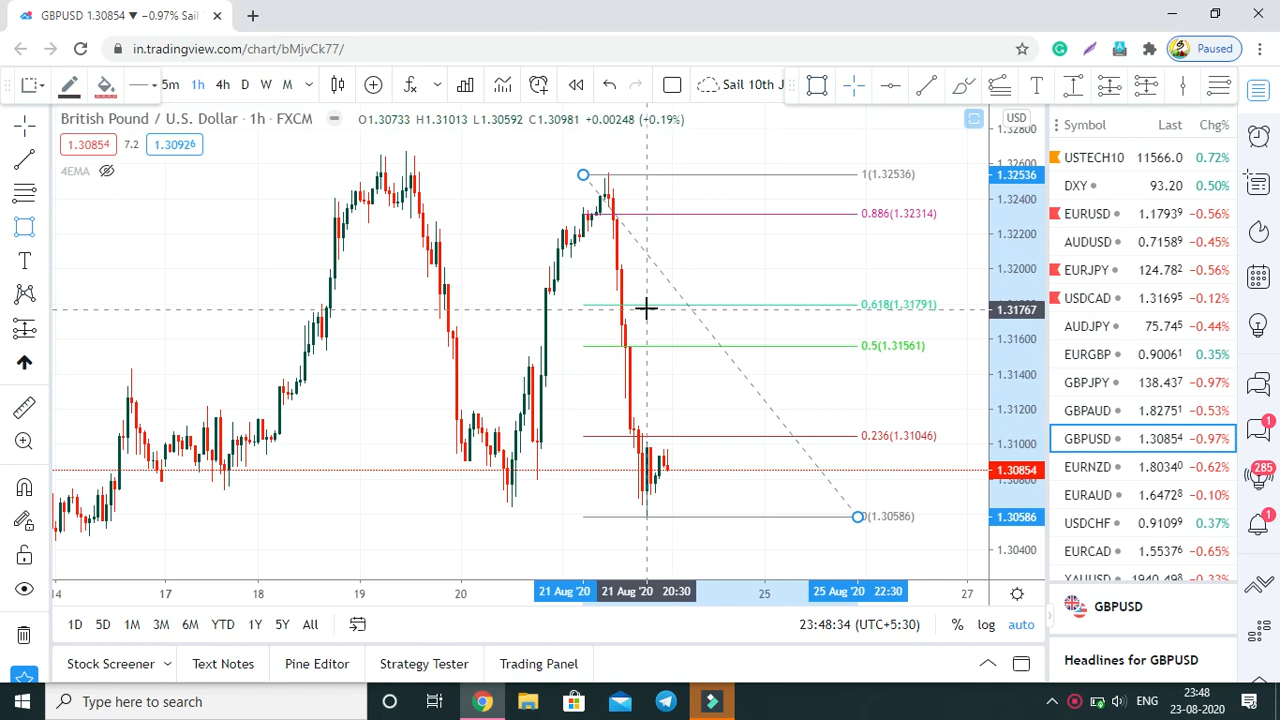 GBPUSD 1.30854 ▼ −0.97% Sail
in.tradingview.com/chart/bMjvCk77/
Paused
5m 1h 4h D W M
Sail 10th J
British Pound / U.S. Dollar · 1h · FXCM
O1.30733 H1.31013 L1.30592 C1.30981 +0.00248 (+0.19%)
1.30854 7.2 1.30926
4EMA
1(1.32536)
0.886(1.32314)
0.618(1.31791)
0.5(1.31561)
0.236(1.31046)
0(1.30586)
USD
1.32800
1.32600
1.32536
1.32400
1.32200
1.32000
1.31767
1.31600
1.31400
1.31200
1.31000
1.30854
1.30586
1.30400
14 17 18 19 20 21 Aug '20 21 Aug '20 20:30 25 25 Aug '20 22:30 27
1D 5D 1M 3M 6M YTD 1Y 5Y All
23:48:34 (UTC+5:30) % log auto
Stock Screener Text Notes Pine Editor Strategy Tester Trading Panel
Symbol Last Chg%
USTECH10 11566.0 0.72%
DXY 93.20 0.50%
EURUSD 1.17939 −0.56%
AUDUSD 0.71589 −0.45%
EURJPY 124.782 −0.56%
USDCAD 1.31695 −0.12%
AUDJPY 75.745 −0.44%
EURGBP 0.90061 0.35%
GBPJPY 138.437 −0.97%
GBPAUD 1.82751 −0.53%
GBPUSD 1.30854 −0.97%
EURNZD 1.80340 −0.62%
EURAUD 1.64728 −0.10%
USDCHF 0.91099 0.37%
EURCAD 1.55376 −0.65%
XAUUSD 1940.498 −0.33%
GBPUSD
Headlines for GBPUSD
1
1
285
Type here to search
ENG
23:48
23-08-2020